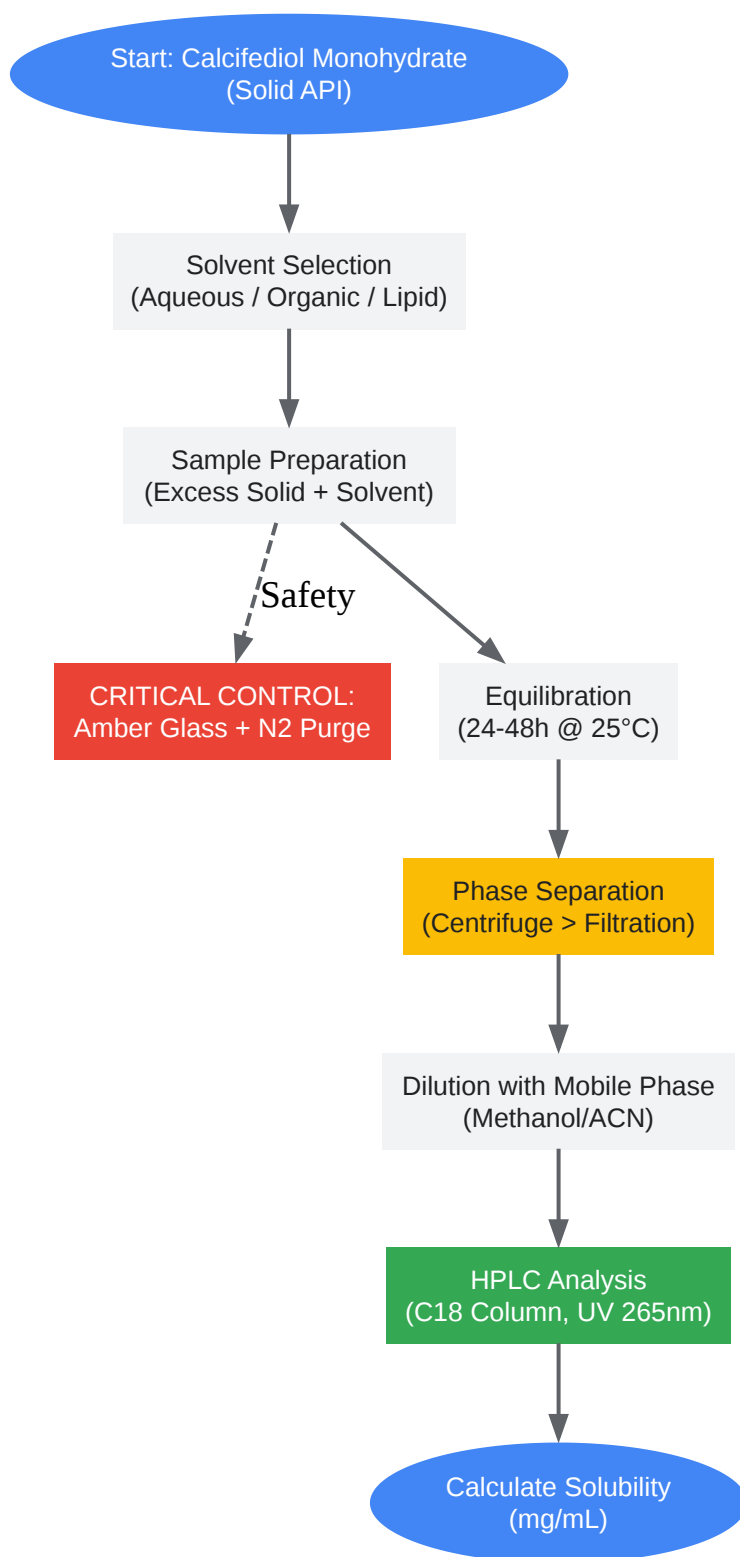 Start: Calcifediol Monohydrate
(Solid API)
Solvent Selection
(Aqueous / Organic / Lipid)
Sample Preparation
(Excess Solid + Solvent)
Safety
CRITICAL CONTROL:
Amber Glass + N2 Purge
Equilibration
(24-48h @ 25°C)
Phase Separation
(Centrifuge > Filtration)
Dilution with Mobile Phase
(Methanol/ACN)
HPLC Analysis
(C18 Column, UV 265nm)
Calculate Solubility
(mg/mL)